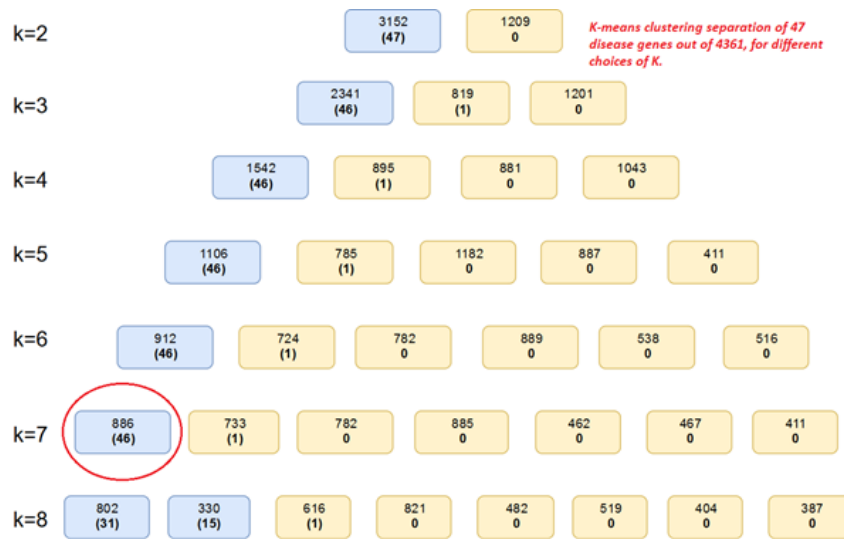 k=2
3152 1209
(47) 0
K-means clustering separation of 47
disease genes out of 4361, for different
choices of K.
k=3
2341 819 1201
(46) (1) 0
k=4
1542 895 881 1043
(46) (1) 0 0
k=5
1106 785 1182 887 411
(46) (1) 0 0 0
k=6
912 724 782 889 538 516
(46) (1) 0 0 0 0
k=7
886 733 782 885 462 467 411
(46) (1) 0 0 0 0 0
k=8
802 330 616 821 482 519 404 387
(31) (15) (1) 0 0 0 0 0